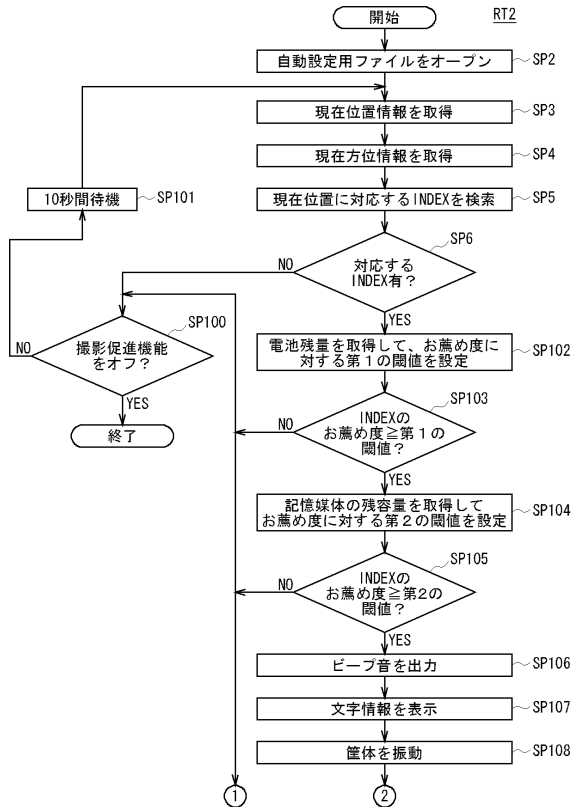 RT2
開始
自動設定用ファイルをオープン
SP2
現在位置情報を取得
SP3
現在方位情報を取得
SP4
10秒間待機
SP101
現在位置に対応するINDEXを検索
SP5
SP6
対応する
INDEX有？
NO
YES
SP100
撮影促進機能
をオフ？
NO
YES
終了
電池残量を取得して、お薦め度に
対する第１の閾値を設定
SP102
SP103
INDEXの
お薦め度≧第１の
閾値？
NO
YES
記憶媒体の残容量を取得して
お薦め度に対する第２の閾値を設定
SP104
SP105
INDEXの
お薦め度≧第２の
閾値？
NO
YES
ビープ音を出力
SP106
文字情報を表示
SP107
筐体を振動
SP108
1
2